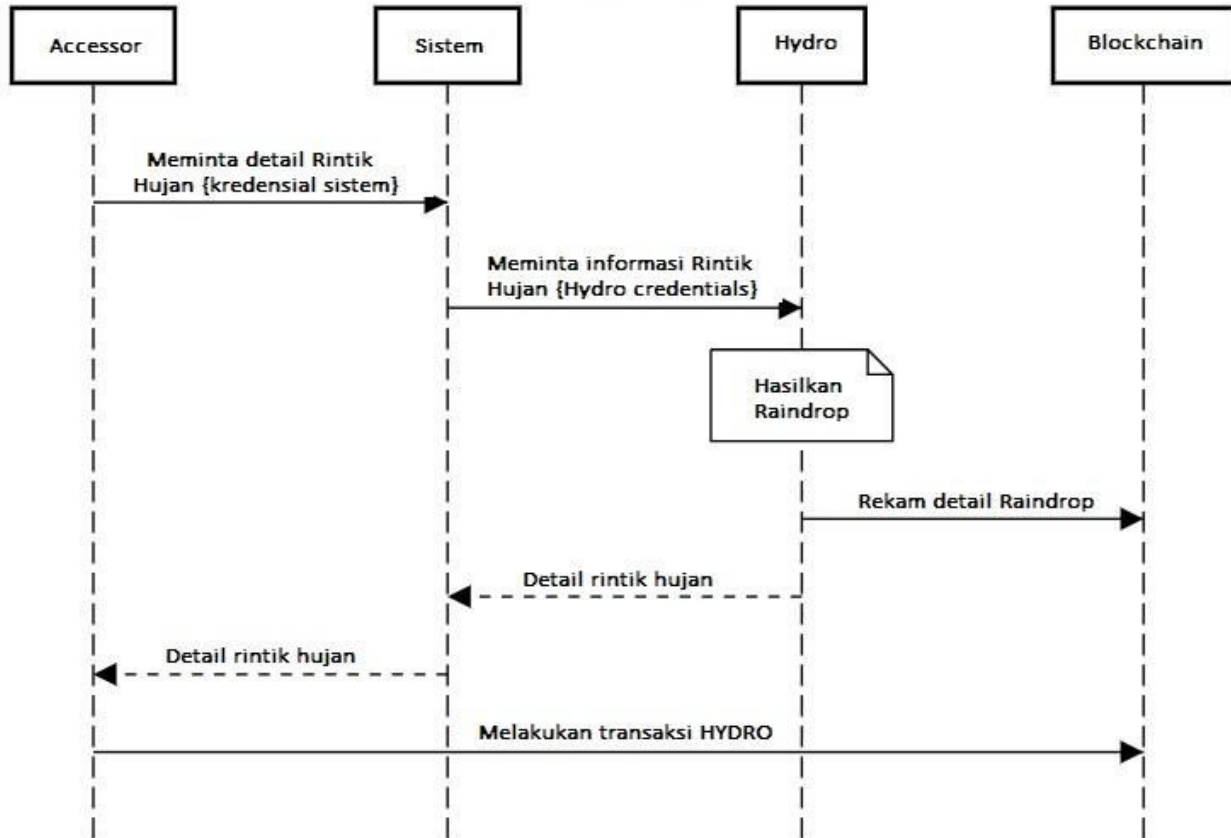 Accessor
Sistem
Hydro
Blockchain
Meminta detail Rintik
Hujan {kredensial sistem}
Meminta informasi Rintik
Hujan {Hydro credentials}
Hasilkan
Raindrop
Rekam detail Raindrop
Detail rintik hujan
Detail rintik hujan
Melakukan transaksi HYDRO